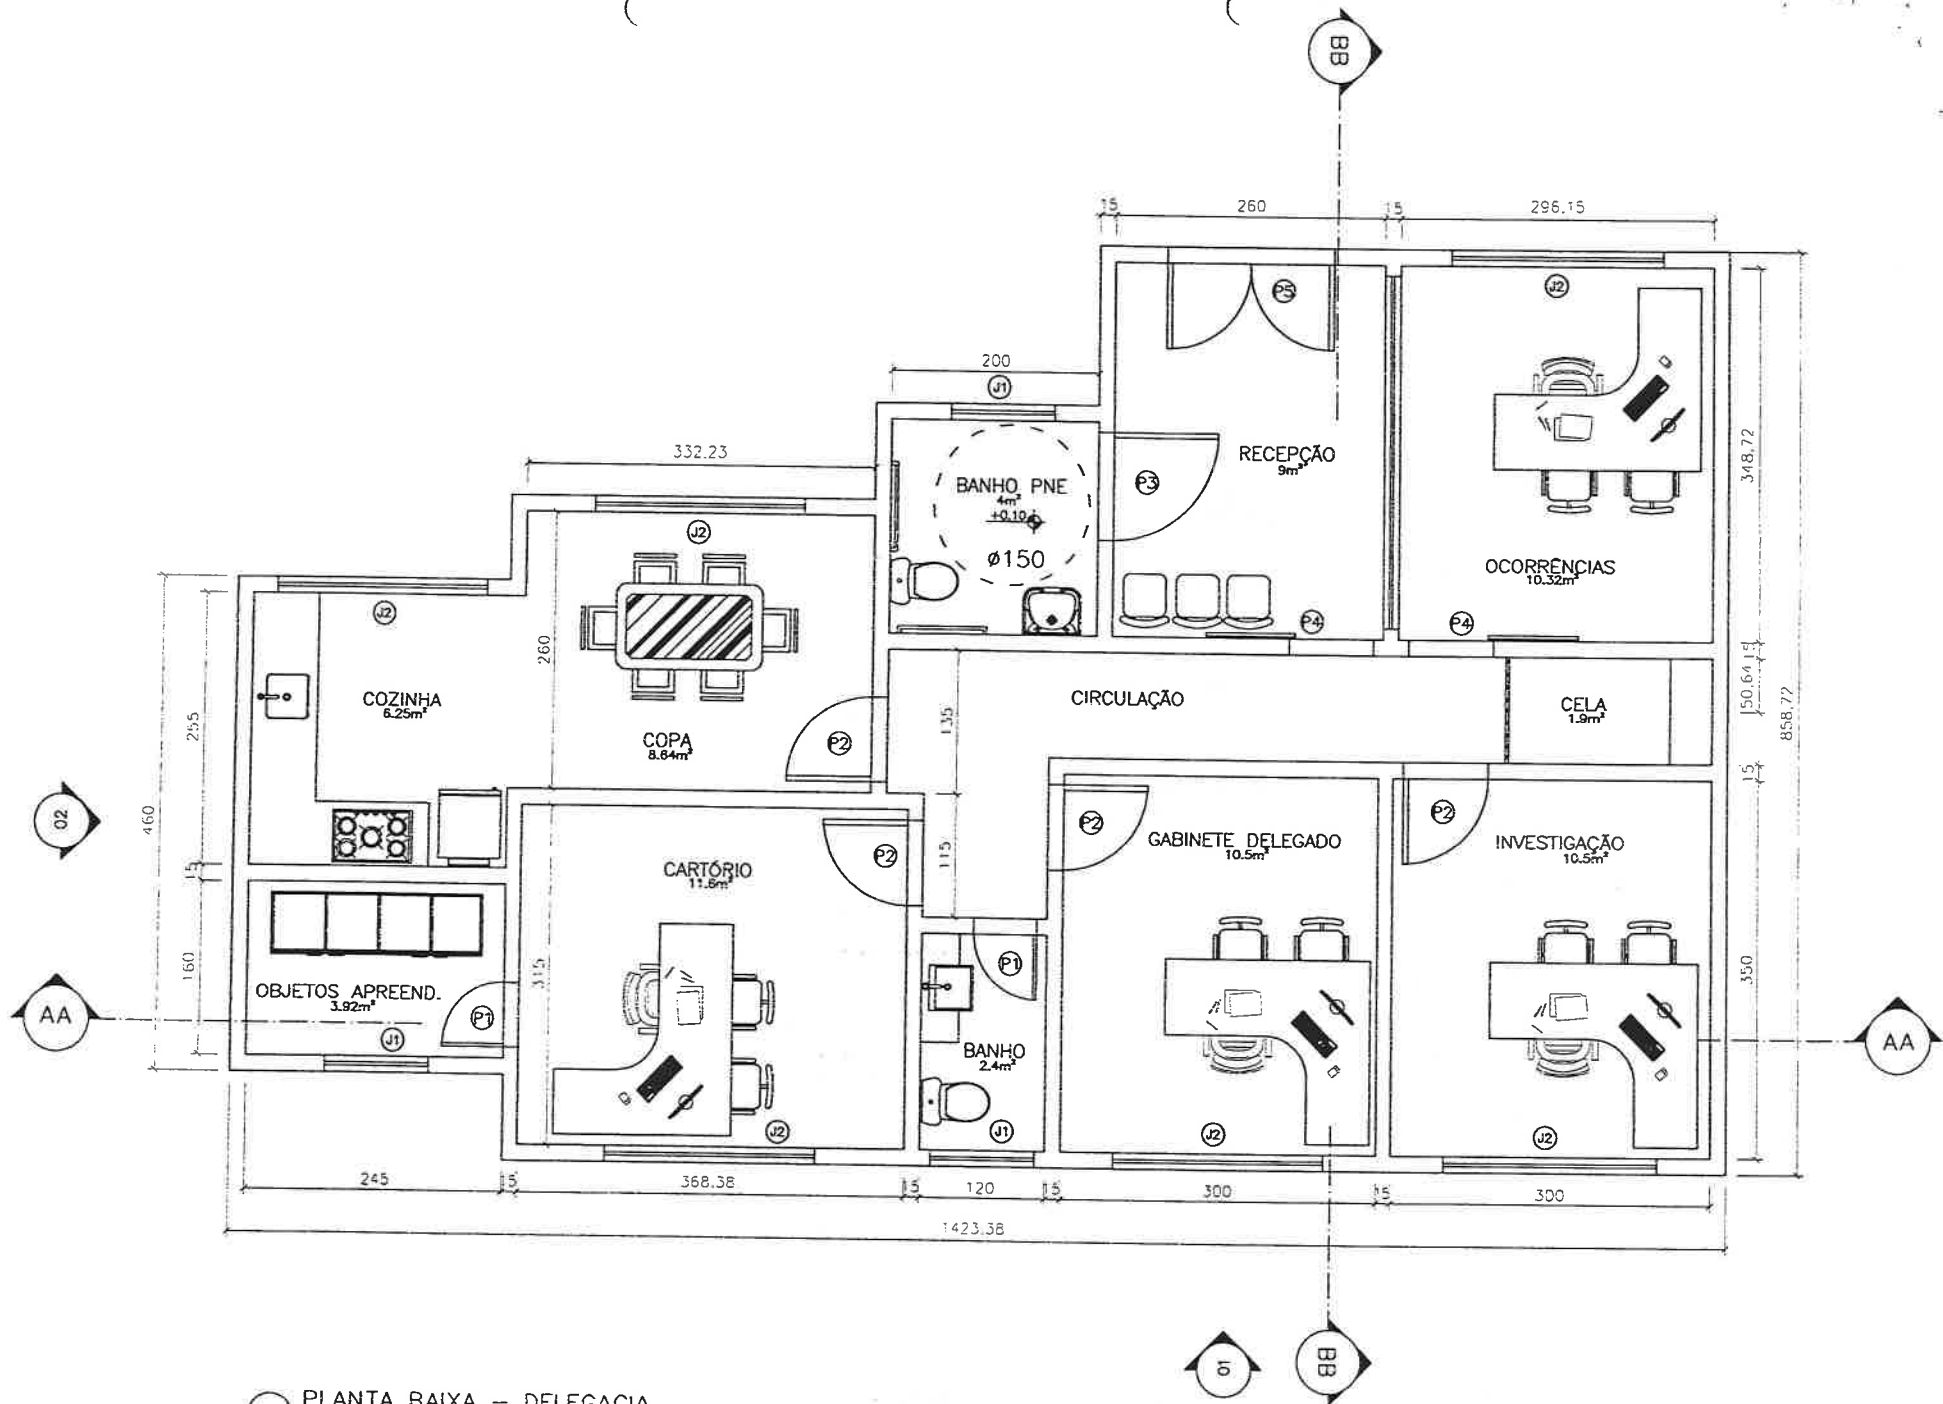 BB
15
260
15
296,15
J2
P5
200
J1
332,23
RECEPÇÃO
9m²
P3
BANHO PNE
4m²
+0,10
ø150
348,72
J2
OCORRÊNCIAS
10.32m²
J2
P4
P4
15
260
COZINHA
6.25m²
COPA
8.64m²
P2
135
CIRCULAÇÃO
CELA
1.9m²
150,64
858,72
255
15
02
460
P2
P2
P2
GABINETE DELEGADO
10.5m²
INVESTIGAÇÃO
10.5m²
115
CARTÓRIO
11.6m²
15
160
315
350
P1
OBJETOS APREEND.
3.92m²
P1
AA
AA
J1
BANHO
2.4m²
J2
J1
J2
J2
245
15
368,38
15
120
15
300
15
300
1423,38
01
BB
PLANTA BAIXA – DELEGACIA